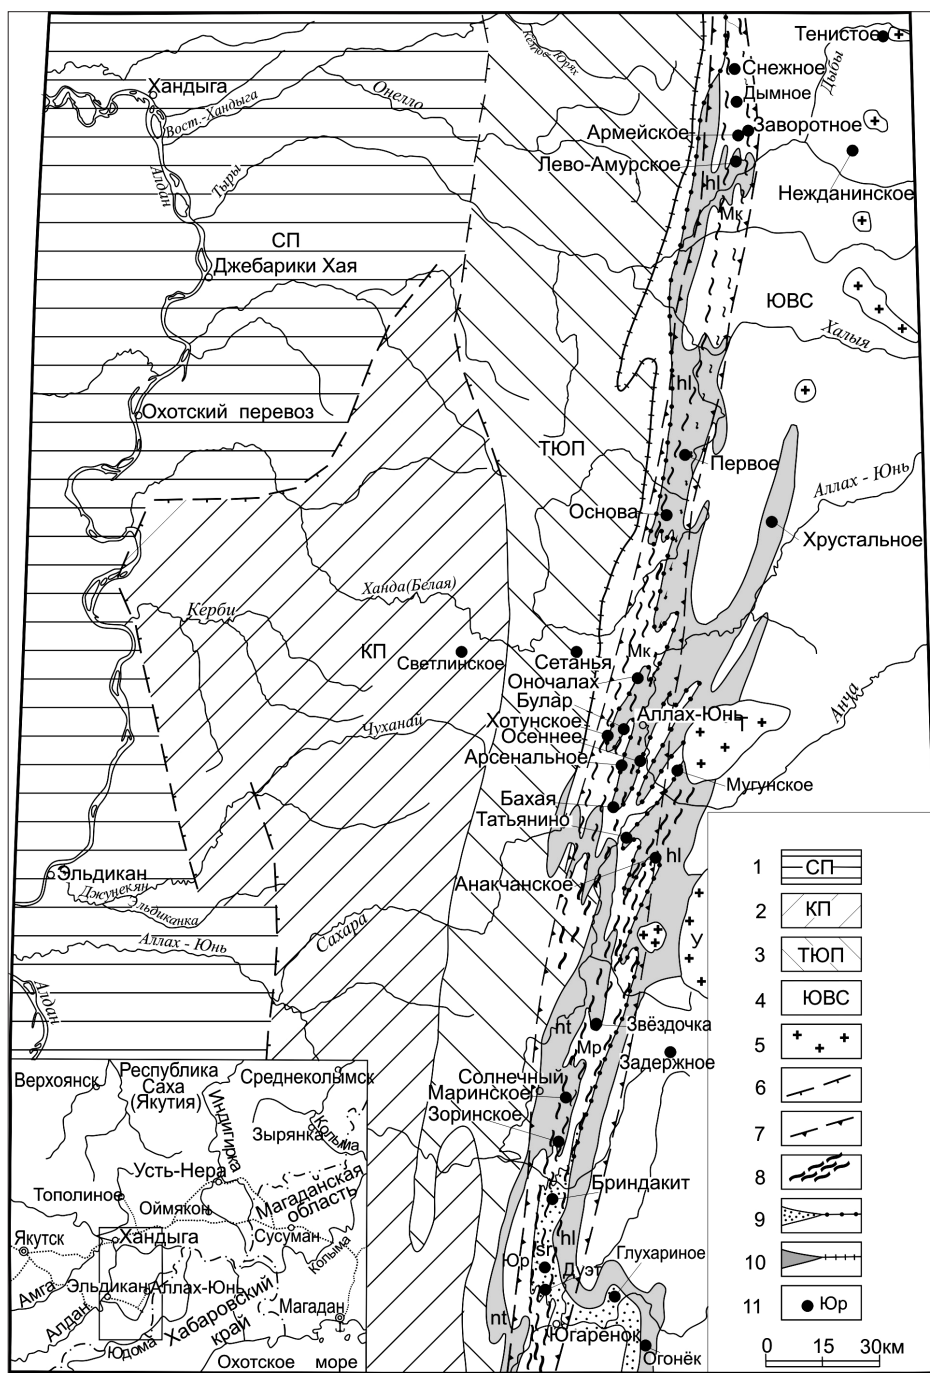 Тенистое
Кёллюе Юрях
Снежное
Дыбы
Хандыга
Онелло
Дымное
Вост.-Хандыга
Армейское
Заворотное
Лево-Амурское
Алдан
Тыры
hl
Нежданинское
Мк
СП
Джебарики Хая
ЮВС
Халыя
hl
Охотский перевоз
ТЮП
Первое
Аллах - Юнь
Основа
Хрустальное
Ханда(Белая)
Керби
КП
Светлинское
Сетанья
Мк
Оночалах
Анча
Булар
Хотунское
Аллах-Юнь
Т
Чуханай
Осеннее
Арсенальное
Мугунское
Бахая
Татьянино
hl
Эльдикан
Джунекян
Анакчанское
Эльдиканка
Сахара
У
Аллах - Юнь
Алдан
ht
Звёздочка
Мр
Задержное
Солнечный
Маринское
Зоринское
Бриндакит
hl
sr
Глухариное
Юр
Дуэт
nt
Югарёнок
Огонёк
Республика
Саха
(Якутия)
Верхоянск
Среднеколымск
Индигирка
Зырянка
Колыма
Усть-Нера
Магаданская
область
Тополиное
Оймякон
Якутск
Хандыга
Сусуман
Колыма
Эльдикан
Аллах-Юнь
Амга
Алдан
Хабаровский
край
Магадан
Юдома
Охотское море
1 СП
2 КП
3 ТЮП
4 ЮВС
5
6
7
8
9
10
11 Юр
0 15 30км